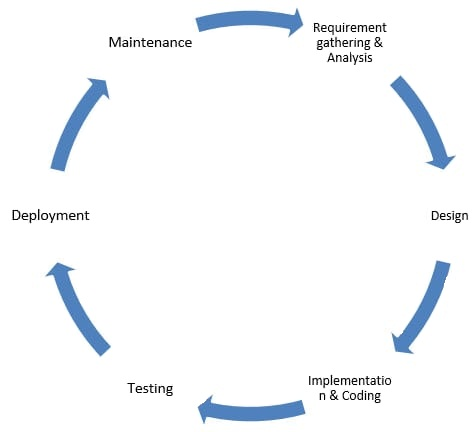 Maintenance
Requirement
gathering &
Analysis
Deployment
Design
Testing
Implementatio
n & Coding